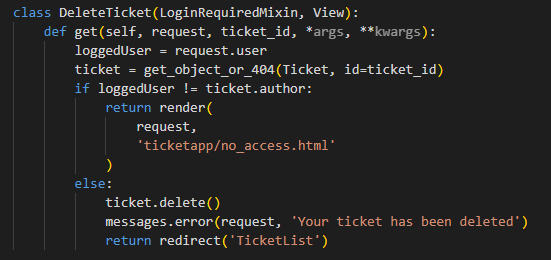 class DeleteTicket(LoginRequiredMixin, View):
    def get(self, request, ticket_id, *args, **kwargs):
        loggedUser = request.user
        ticket = get_object_or_404(Ticket, id=ticket_id)
        if loggedUser != ticket.author:
            return render(
                request,
                'ticketapp/no_access.html'
            )
        else:
            ticket.delete()
            messages.error(request, 'Your ticket has been deleted')
            return redirect('TicketList')